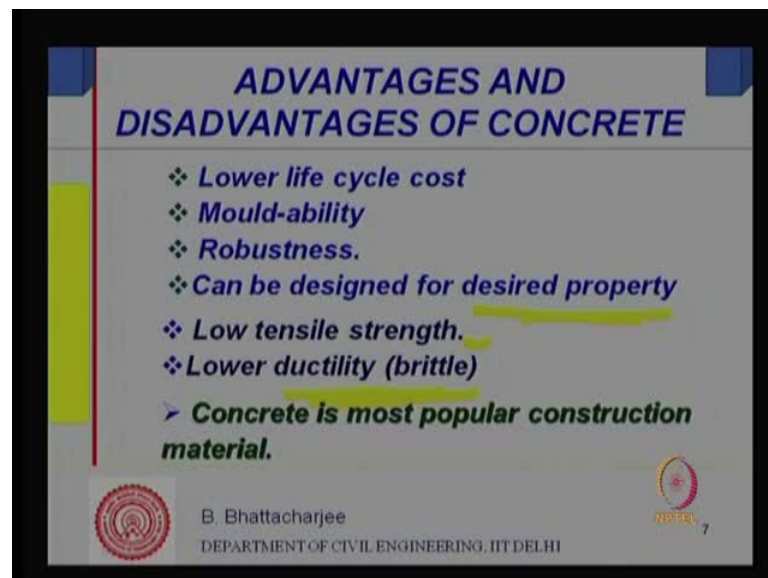 ADVANTAGES AND
DISADVANTAGES OF CONCRETE
❖ Lower life cycle cost
❖ Mould-ability
❖ Robustness.
❖Can be designed for desired property
❖ Low tensile strength.
❖Lower ductility (brittle)
➢ Concrete is most popular construction
material.
B. Bhattacharjee
DEPARTMENT OF CIVIL ENGINEERING, IIT DELHI
NPTEL
7